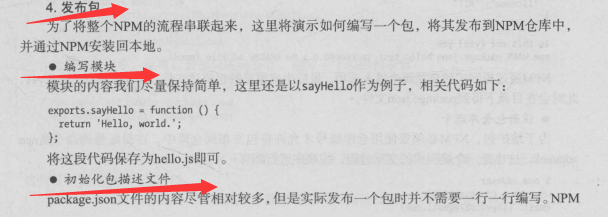 4. 发布包
为了将整个NPM的流程串联起来，这里将演示如何编写一个包，将其发布到NPM仓库中，
并通过NPM安装回本地。
● 编写模块
模块的内容我们尽量保持简单，这里还是以sayHello作为例子，相关代码如下：
exports.sayHello = function () {
  return 'Hello, world.';
};
将这段代码保存为hello.js即可。
● 初始化包描述文件
package.json文件的内容尽管相对较多，但是实际发布一个包时并不需要一行一行编写。NPM